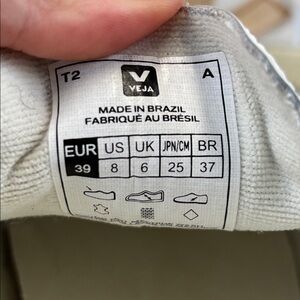 T2 V A
VEJA
MADE IN BRAZIL
FABRIQUÉ AU BRÉSIL
EUR US UK JPN/CM BR
39 8 6 25 37